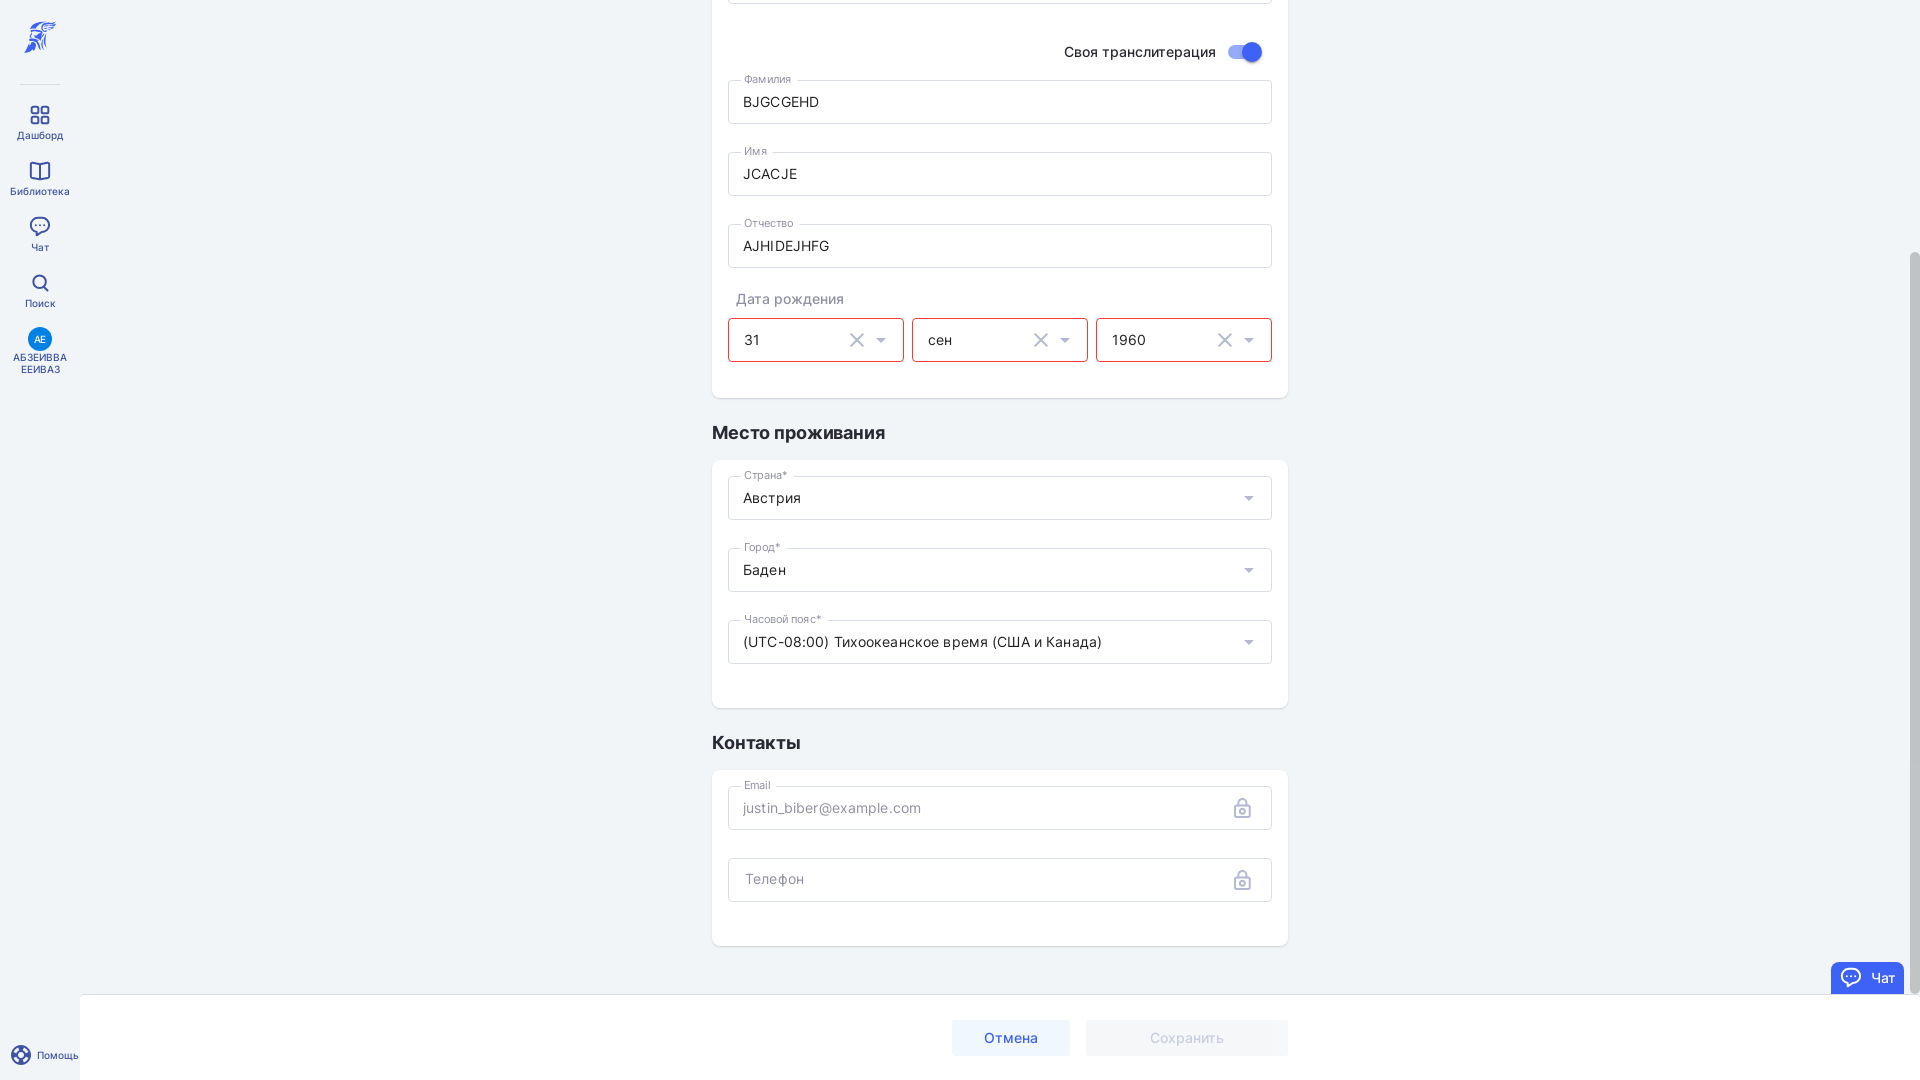 Дашборд
Библиотека
Чат
Поиск
AE
АБЗЕИВВА
ЕЕИВАЗ
Помощь
Своя транслитерация
Фамилия
BJGCGEHD
Имя
JCACJE
Отчество
AJHIDEJHFG
Дата рождения
31 сен 1960
Место проживания
Страна*
Австрия
Город*
Баден
Часовой пояс*
(UTC-08:00) Тихоокеанское время (США и Канада)
Контакты
Email
justin_biber@example.com
Телефон
Чат
Отмена Сохранить